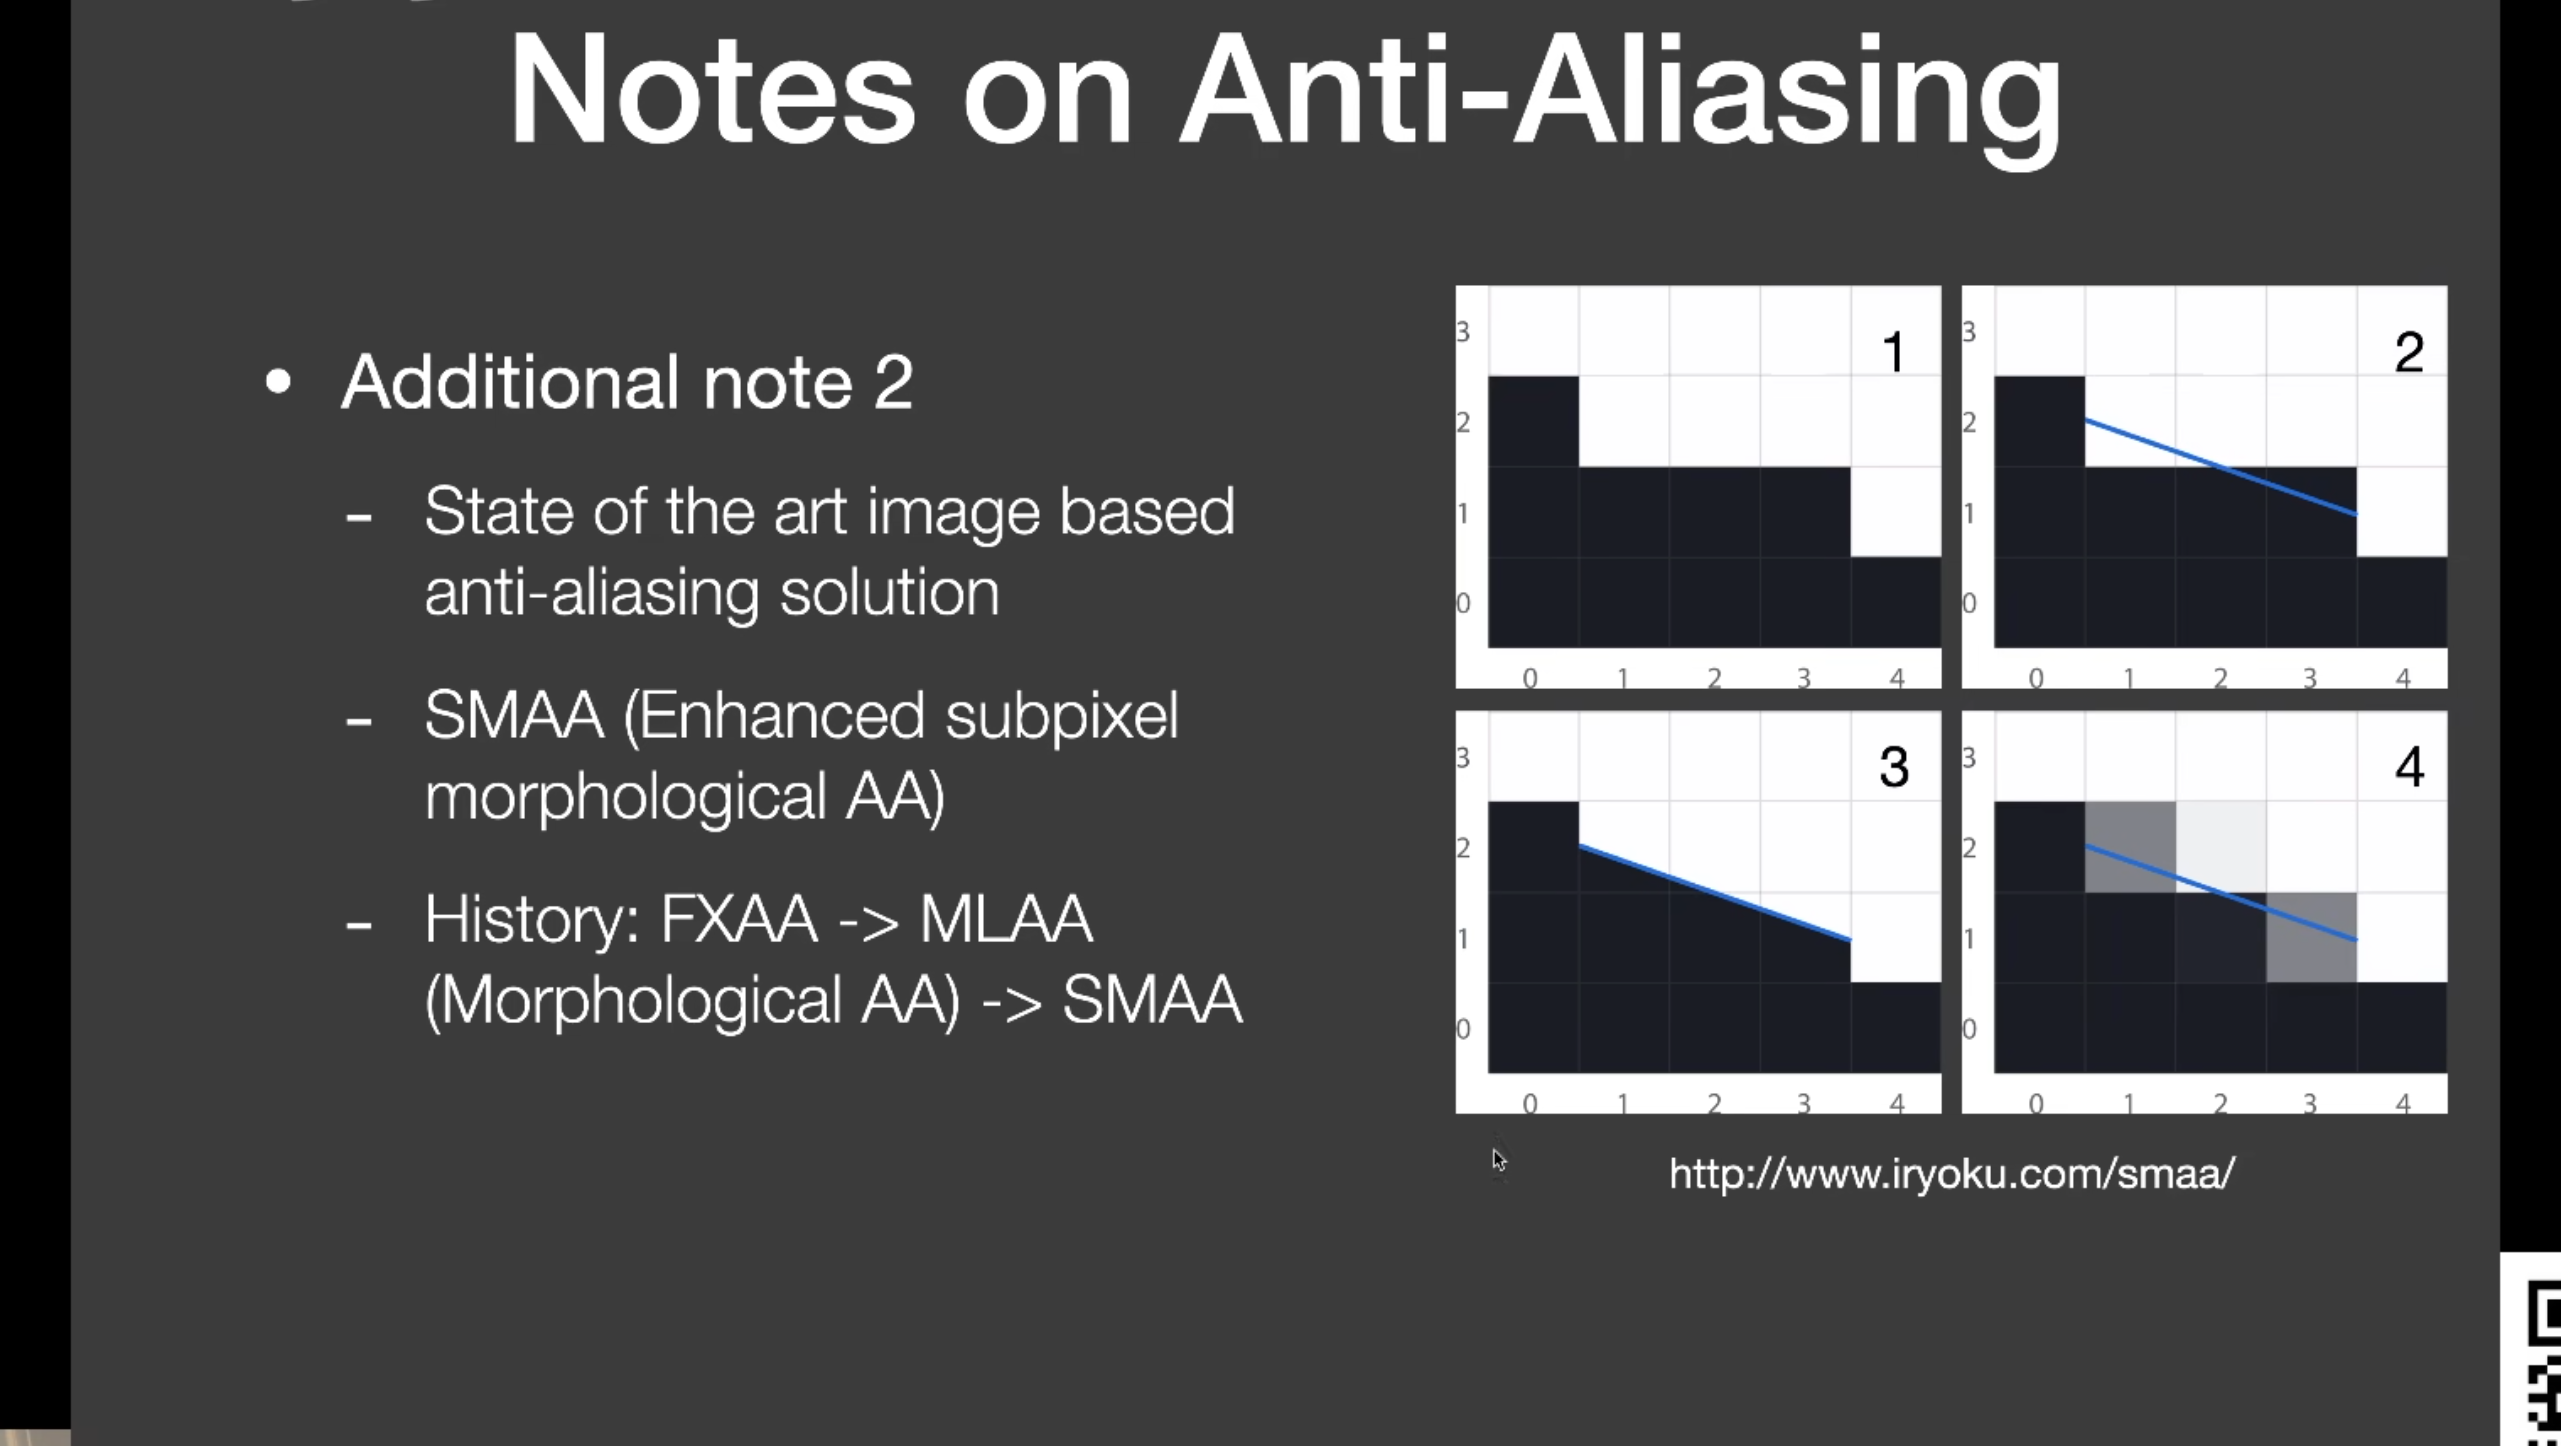 Notes on Anti-Aliasing
• Additional note 2
- State of the art image based
anti-aliasing solution
- SMAA (Enhanced subpixel
morphological AA)
- History: FXAA -> MLAA
(Morphological AA) -> SMAA
1
3
2
1
0
0 1 2 3 4
2
3
2
1
0
0 1 2 3 4
3
3
2
1
0
0 1 2 3 4
4
3
2
1
0
0 1 2 3 4
http://www.iryoku.com/smaa/